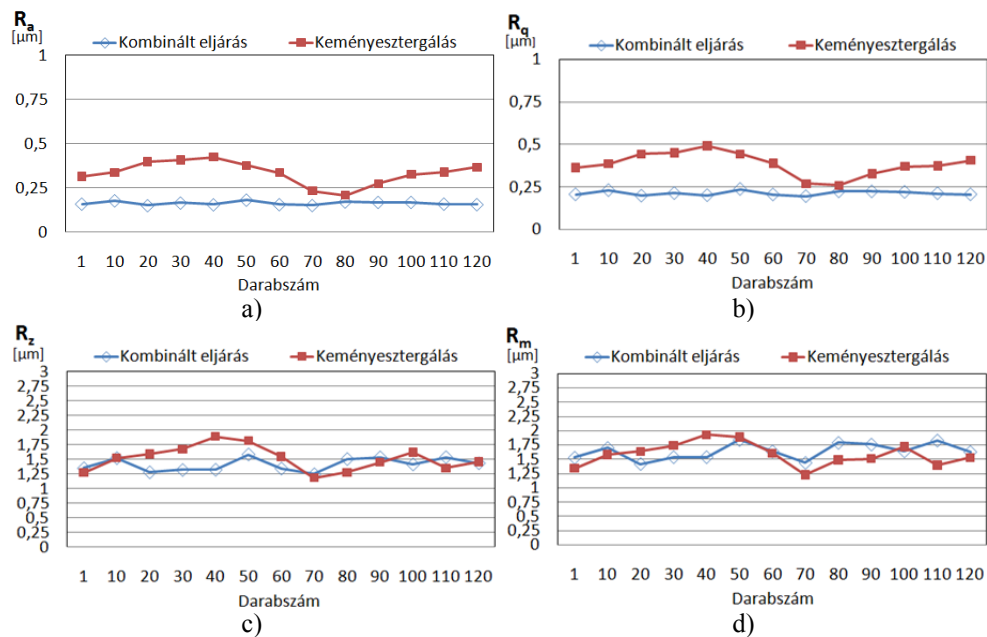 Ra
[µm]
Kombinált eljárás
Keményesztergálás
1
0,75
0,5
0,25
0
1 10 20 30 40 50 60 70 80 90 100 110 120
Darabszám
a)
Rq
[µm]
Kombinált eljárás
Keményesztergálás
1
0,75
0,5
0,25
0
1 10 20 30 40 50 60 70 80 90 100 110 120
Darabszám
b)
Rz
[µm]
Kombinált eljárás
Keményesztergálás
3
2,75
2,5
2,25
2
1,75
1,5
1,25
1
0,75
0,5
0,25
0
1 10 20 30 40 50 60 70 80 90 100 110 120
Darabszám
c)
Rm
[µm]
Kombinált eljárás
Keményesztergálás
3
2,75
2,5
2,25
2
1,75
1,5
1,25
1
0,75
0,5
0,25
0
1 10 20 30 40 50 60 70 80 90 100 110 120
Darabszám
d)